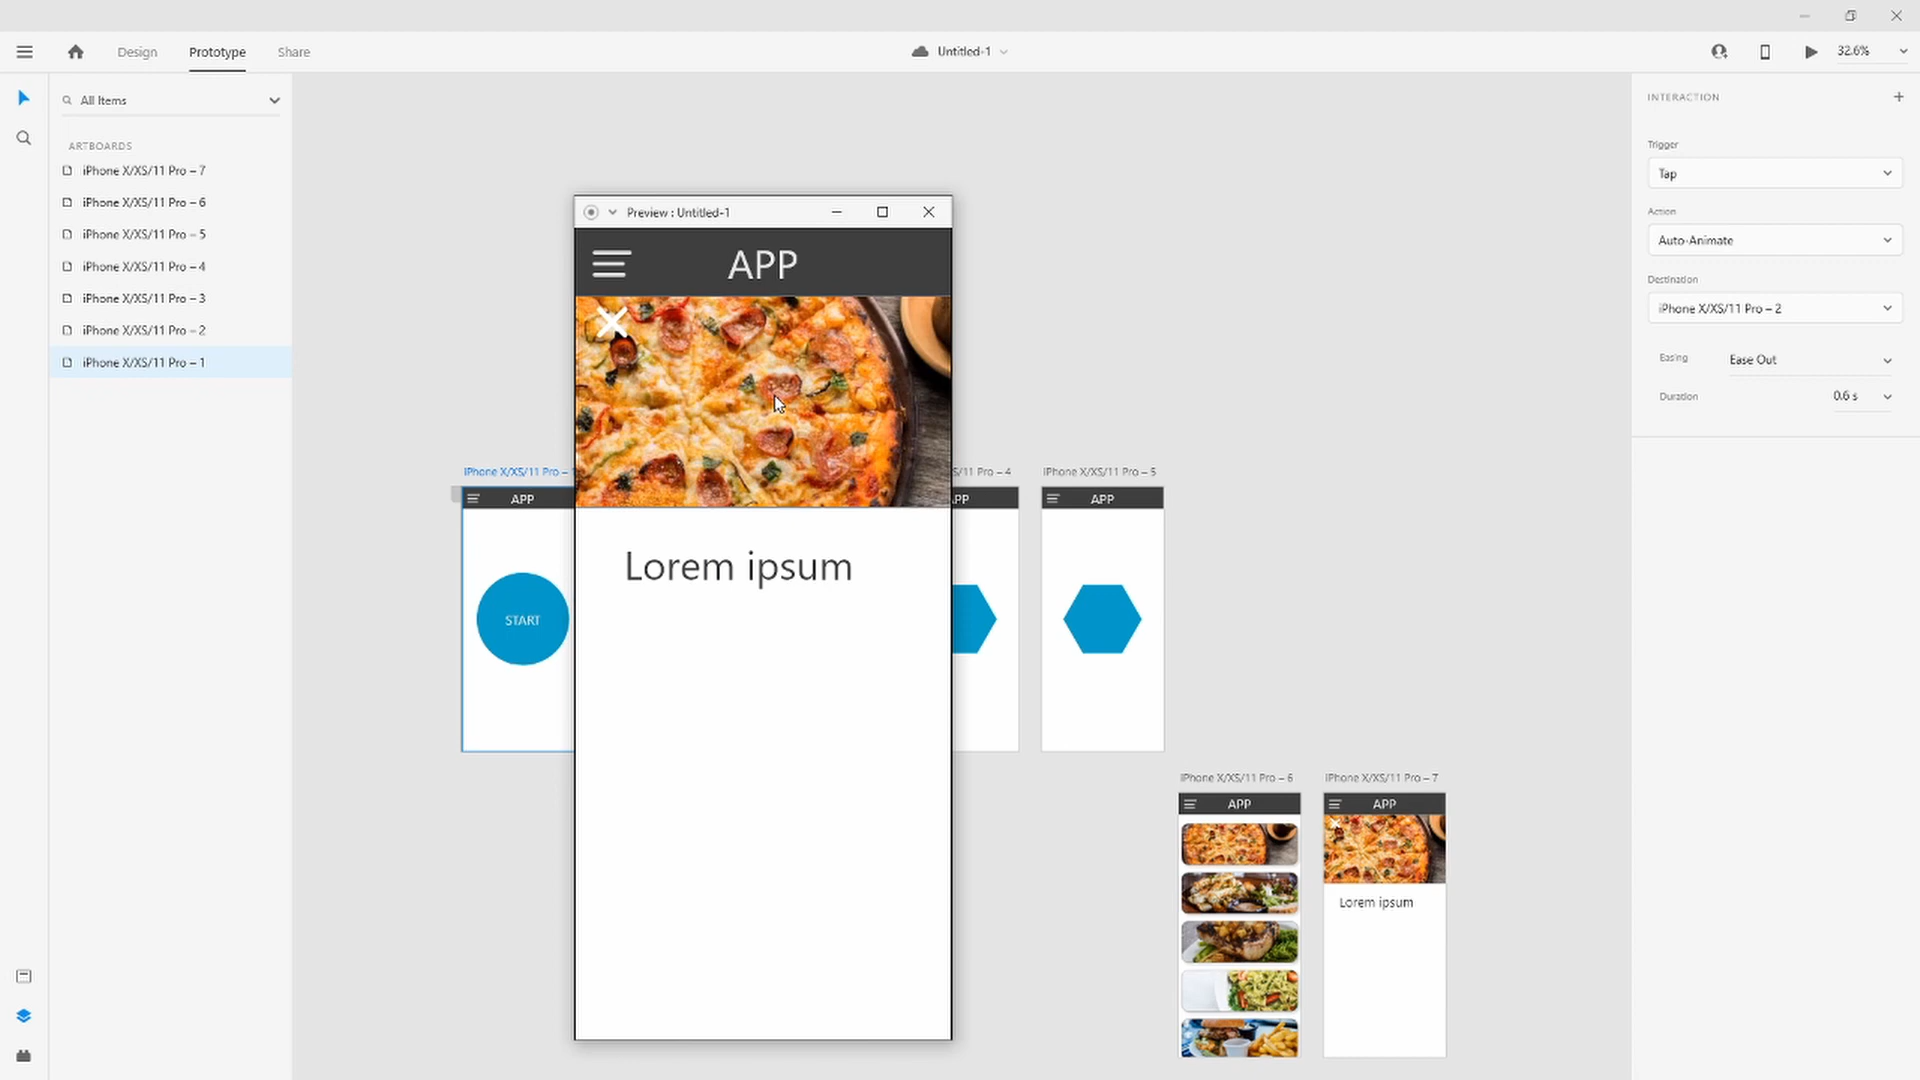 Design Prototype Share Untitled-1 32.6%
All Items
ARTBOARDS
iPhone X/XS/11 Pro – 7
iPhone X/XS/11 Pro – 6
iPhone X/XS/11 Pro – 5
iPhone X/XS/11 Pro – 4
iPhone X/XS/11 Pro – 3
iPhone X/XS/11 Pro – 2
iPhone X/XS/11 Pro – 1
Preview : Untitled-1
APP
Lorem ipsum
iPhone X/XS/11 Pro –
APP
START
S/11 Pro – 4
PP
iPhone X/XS/11 Pro – 5
APP
iPhone X/XS/11 Pro – 6
APP
iPhone X/XS/11 Pro – 7
APP
Lorem ipsum
INTERACTION
Trigger
Tap
Action
Auto-Animate
Destination
iPhone X/XS/11 Pro – 2
Easing Ease Out
Duration 0.6 s